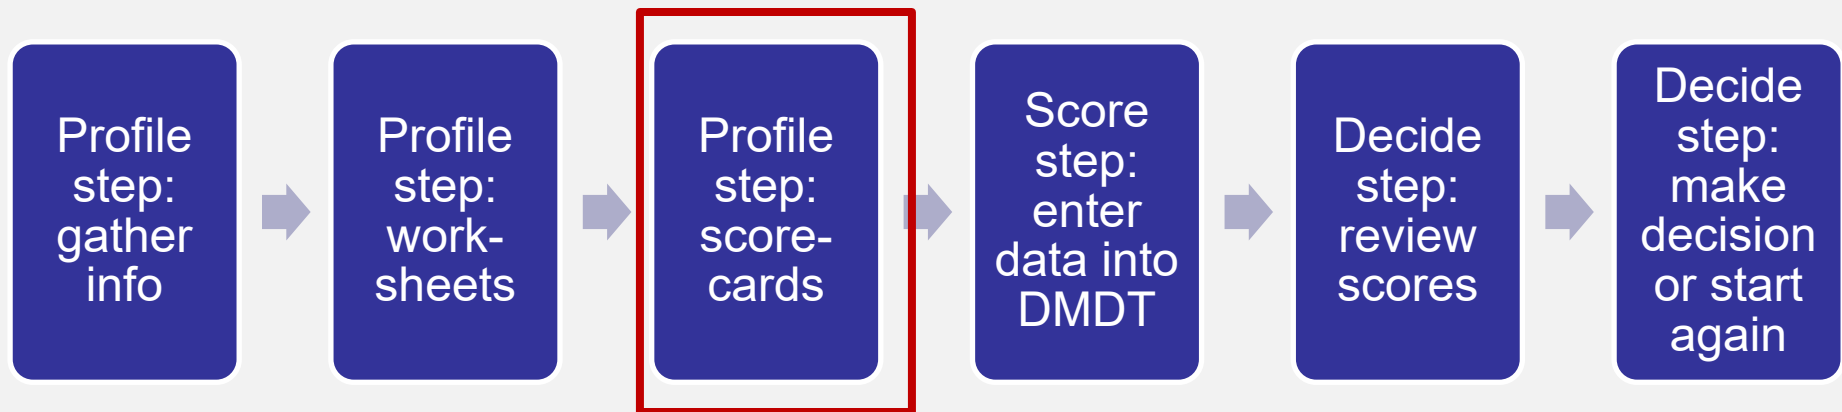 Profile
step:
gather
info
Profile
step:
work-
sheets
Profile
step:
score-
cards
Score
step:
enter
data into
DMDT
Decide
step:
review
scores
Decide
step:
make
decision
or start
again